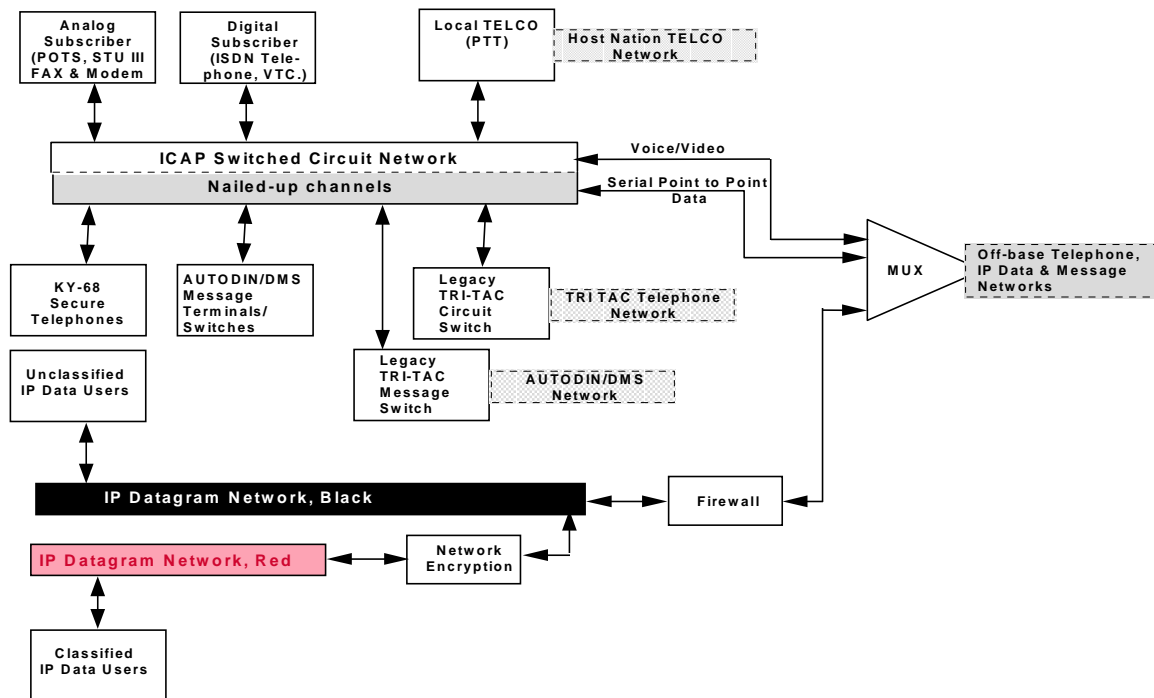 Analog
Subscriber
(POTS, STU III
FAX & Modem
Digital
Subscriber
(ISDN Tele-
phone, VTC.)
Local TELCO
(PTT)
Host Nation TELCO
Network
ICAP Switched Circuit Network
Nailed-up channels
Voice/Video
Serial Point to Point
Data
MUX
Off-base Telephone,
IP Data & Message
Networks
KY-68
Secure
Telephones
AUTODIN/DMS
Message
Terminals/
Switches
Legacy
TRI-TAC
Circuit
Switch
TRI TAC Telephone
Network
Legacy
TRI-TAC
Message
Switch
AUTODIN/DMS
Network
Unclassified
IP Data Users
IP Datagram Network, Black
Firewall
IP Datagram Network, Red
Network
Encryption
Classified
IP Data Users